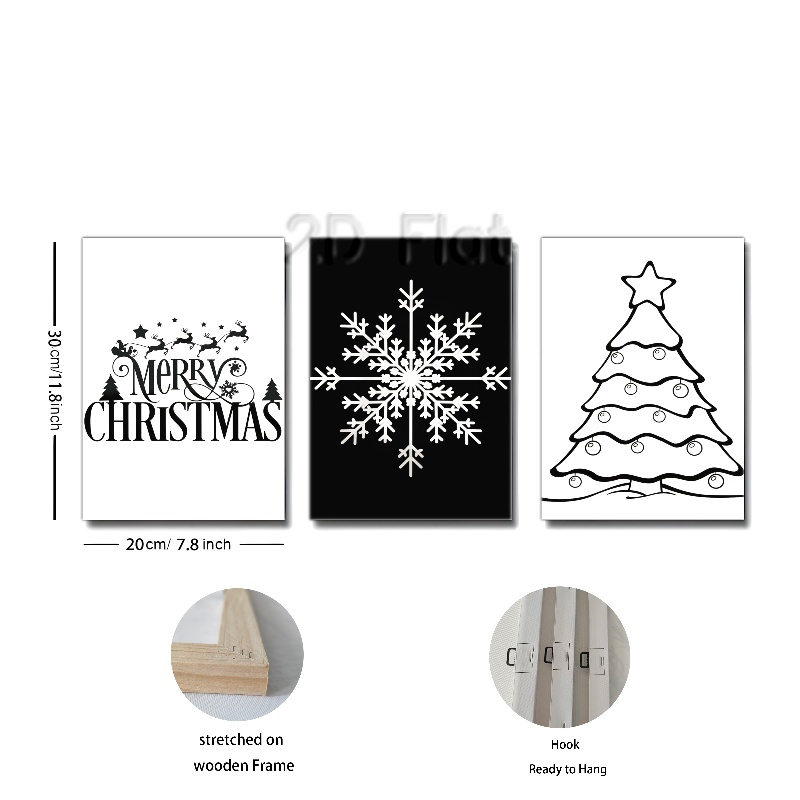 2D Flat
30cm/11.8inch
MERRY
CHRISTMAS
20cm/ 7.8 inch
stretched on
wooden Frame
Hook
Ready to Hang